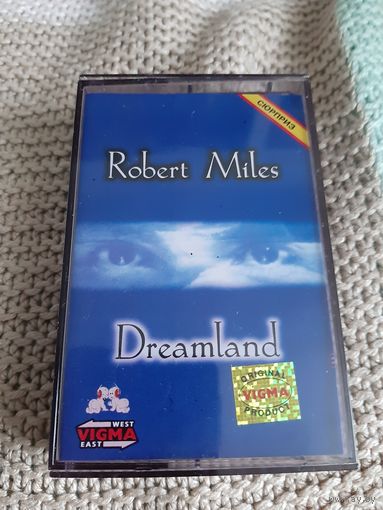 СЮРПРИЗ
Robert Miles
Dreamland
WEST
VIGMA
EAST
ORIGINAL
VIGMA
PRODUCT